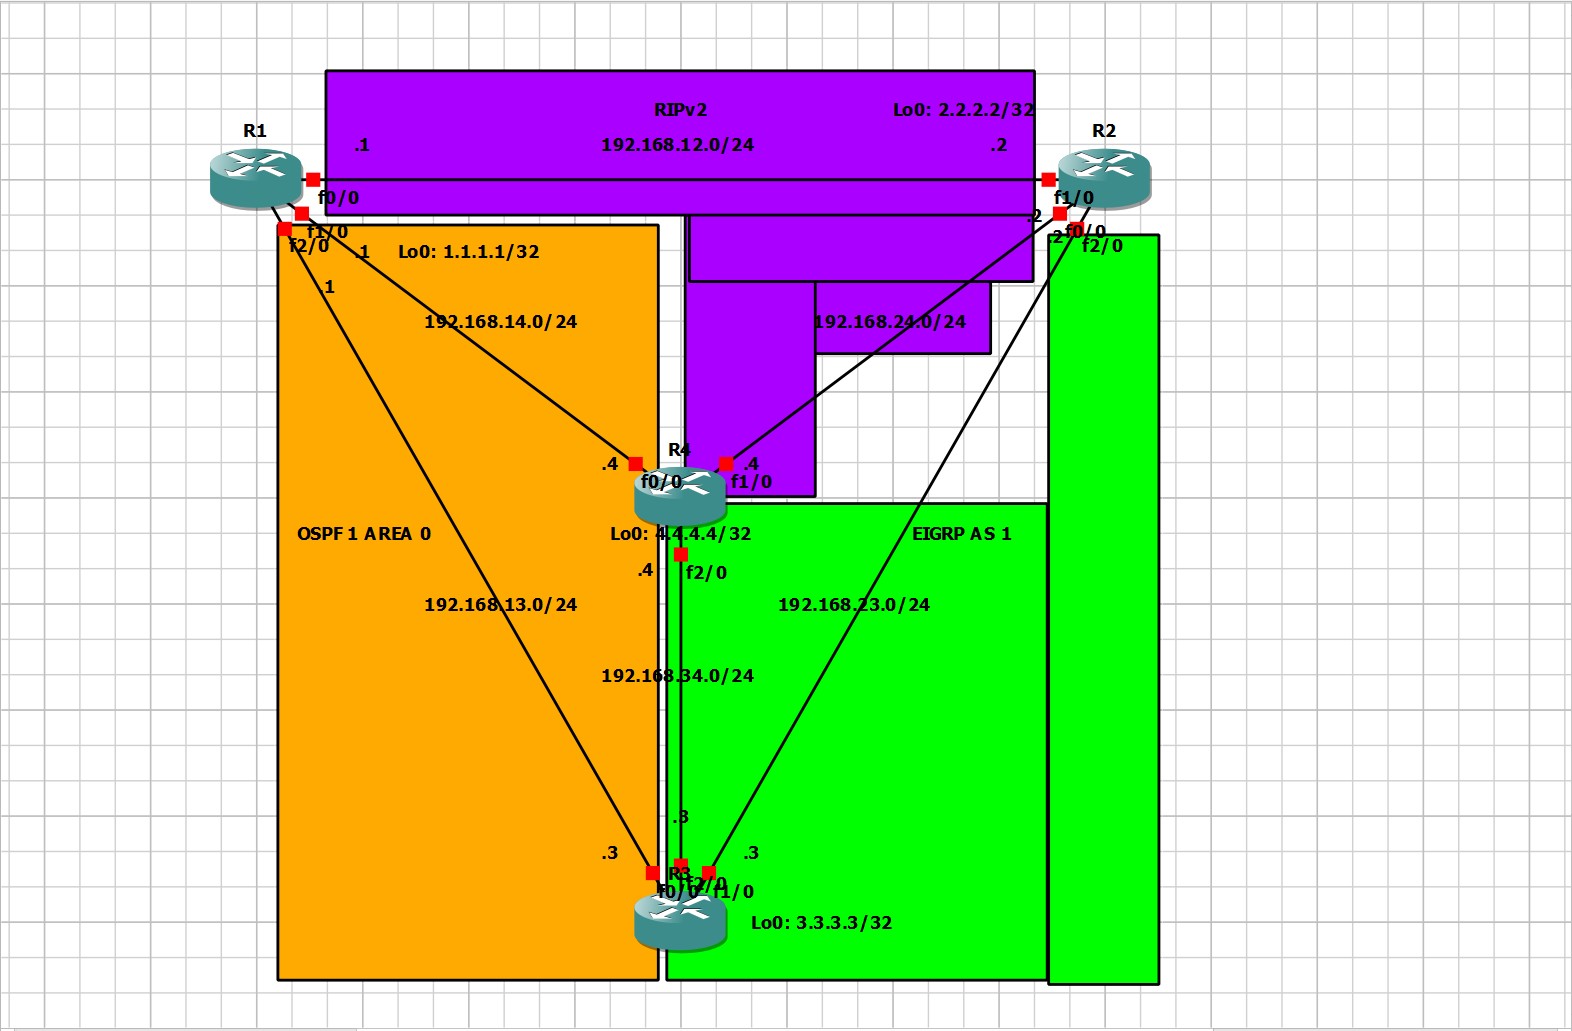 RIPv2
Lo0: 2.2.2.2/32
R1
R2
.1
192.168.12.0/24
.2
f0/0
f1/0
.2
f1/0
f0/0
f2/0
.2
f2/0
.1
Lo0: 1.1.1.1/32
.1
192.168.14.0/24
192.168.24.0/24
R4
.4
.4
f0/0
f1/0
OSPF 1 AREA 0
Lo0: 4.4.4.4/32
EIGRP AS 1
.4
f2/0
192.168.13.0/24
192.168.23.0/24
192.168.34.0/24
.3
.3
.3
R3
f2/0
f0/0
f1/0
Lo0: 3.3.3.3/32